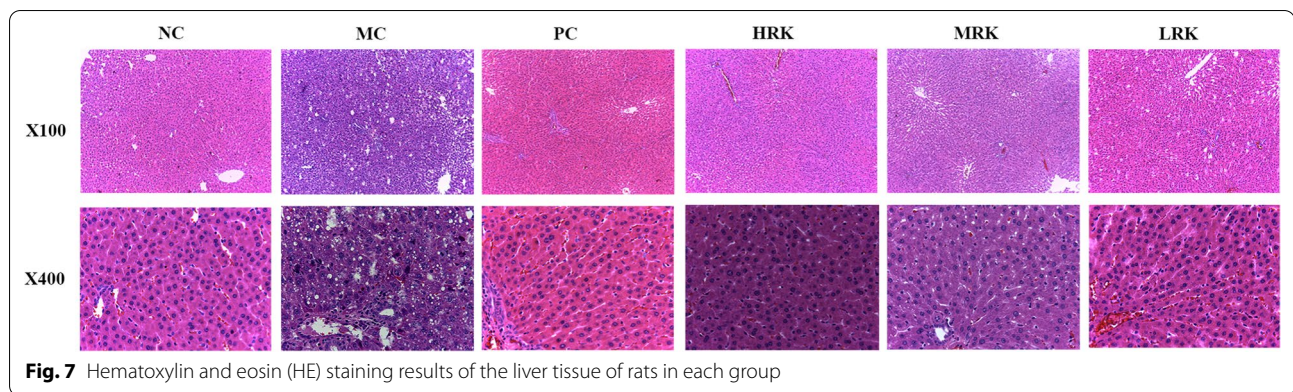 NC MC PC HRK MRK LRK
X100
X400
Fig. 7 Hematoxylin and eosin (HE) staining results of the liver tissue of rats in each group